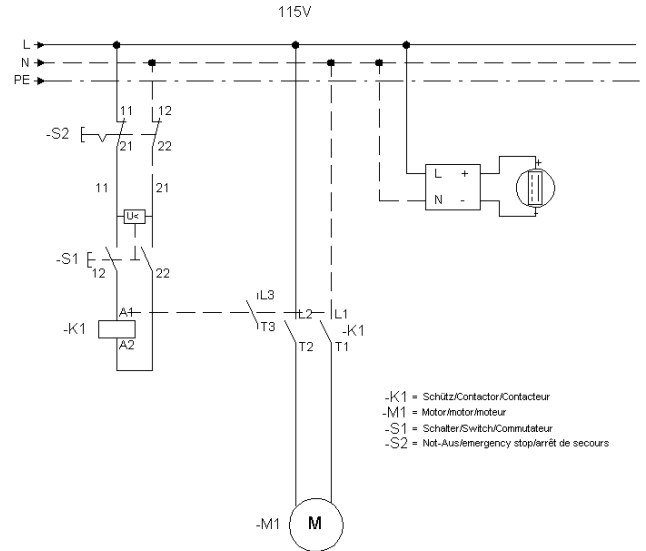 115V
L
N
PE
11 12
-S2
21 22
11 21
U<
-S1
12 22
L +
N -
+
-
A1
-K1
A2
L3
T3
L2 L1
-K1
T2 T1
-K1 = Schütz/Contactor/Contacteur
-M1 = Motor/motor/moteur
-S1 = Schalter/Switch/Commutateur
-S2 = Not-Aus/emergency stop/arrêt de secours
-M1
M